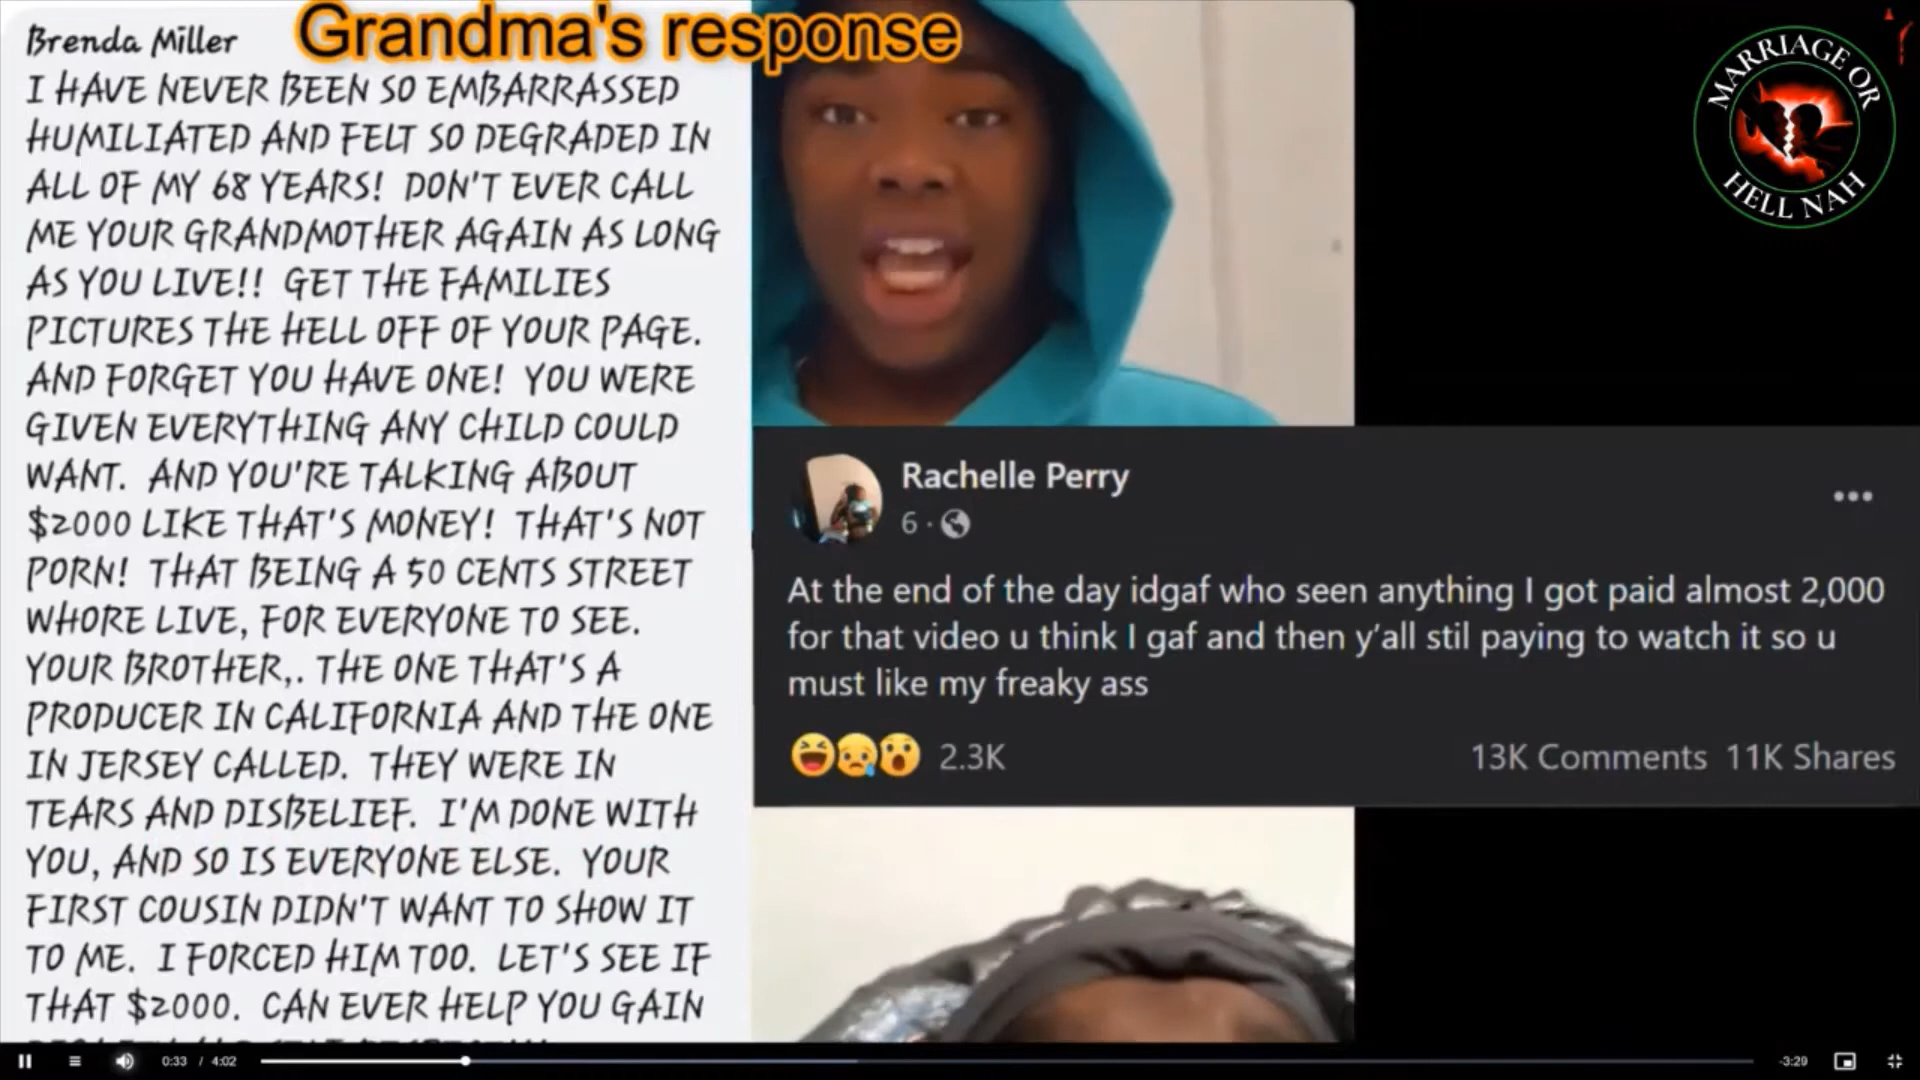 Grandma's response
Brenda Miller
I HAVE NEVER BEEN SO EMBARRASSED
HUMILIATED AND FELT SO DEGRADED IN
ALL OF MY 68 YEARS! DON'T EVER CALL
ME YOUR GRANDMOTHER AGAIN AS LONG
AS YOU LIVE!! GET THE FAMILIES
PICTURES THE HELL OFF OF YOUR PAGE.
AND FORGET YOU HAVE ONE! YOU WERE
GIVEN EVERYTHING ANY CHILD COULD
WANT. AND YOU'RE TALKING ABOUT
$2000 LIKE THAT'S MONEY! THAT'S NOT
PORN! THAT BEING A 50 CENTS STREET
WHORE LIVE, FOR EVERYONE TO SEE.
YOUR BROTHER,. THE ONE THAT'S A
PRODUCER IN CALIFORNIA AND THE ONE
IN JERSEY CALLED. THEY WERE IN
TEARS AND DISBELIEF. I'M DONE WITH
YOU, AND SO IS EVERYONE ELSE. YOUR
FIRST COUSIN DIDN'T WANT TO SHOW IT
TO ME. I FORCED HIM TOO. LET'S SEE IF
THAT $2000. CAN EVER HELP YOU GAIN
MARRIAGE OR
HELL NAH
Rachelle Perry
6 ·
At the end of the day idgaf who seen anything I got paid almost 2,000
for that video u think I gaf and then y'all stil paying to watch it so u
must like my freaky ass
2.3K
13K Comments 11K Shares
0:33 / 4:02
-3:29